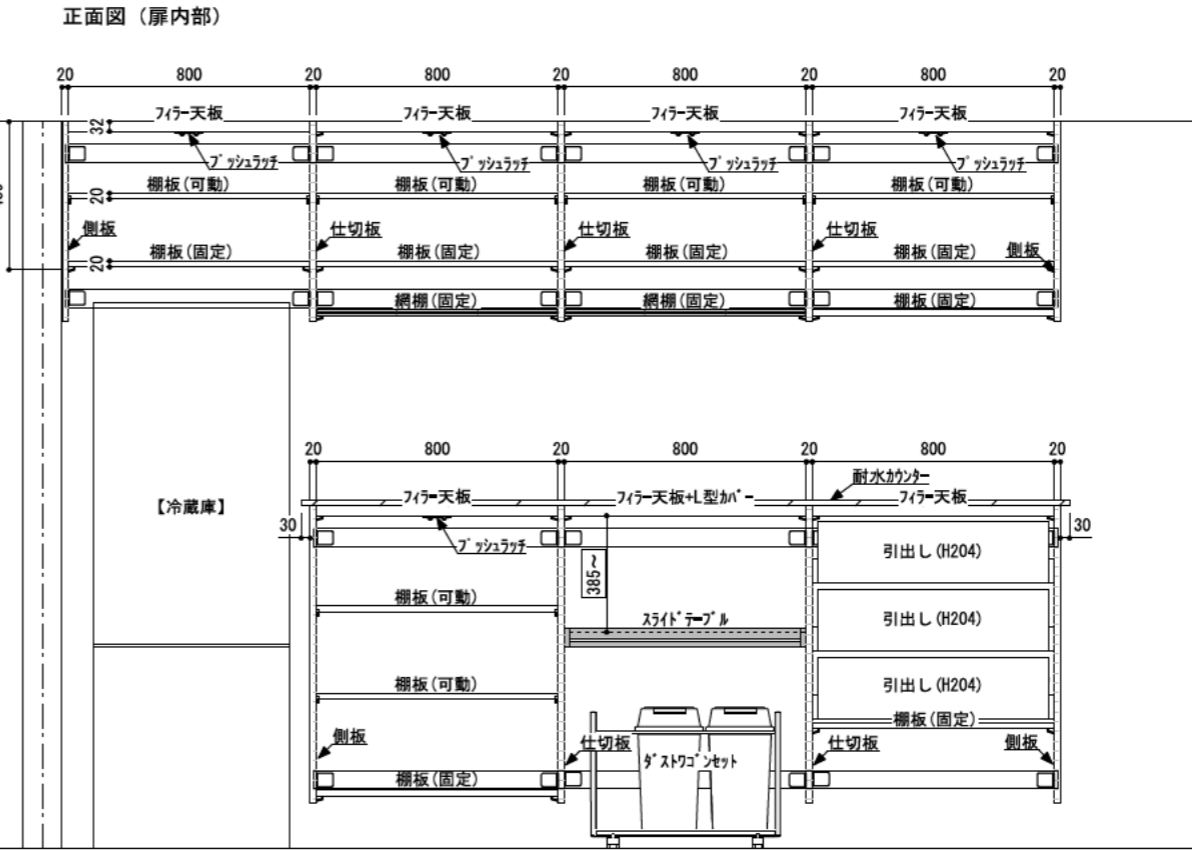 正面図（扉内部）
20 800 20 800 20 800 20 800 20
ﾌｨﾗｰ天板 ﾌｨﾗｰ天板 ﾌｨﾗｰ天板 ﾌｨﾗｰ天板
32
ﾌﾟｯｼｭﾗｯﾁ ﾌﾟｯｼｭﾗｯﾁ ﾌﾟｯｼｭﾗｯﾁ ﾌﾟｯｼｭﾗｯﾁ
棚板(可動) 棚板(可動) 棚板(可動) 棚板(可動)
20
側板 仕切板 仕切板 仕切板
棚板(固定) 棚板(固定) 棚板(固定) 棚板(固定) 側板
20
網棚(固定) 網棚(固定) 棚板(固定)
20 800 20 800 20 800 20
耐水ｶｳﾝﾀｰ
ﾌｨﾗｰ天板 ﾌｨﾗｰ天板+L型ｶﾊﾞｰ ﾌｨﾗｰ天板
【冷蔵庫】
30 30
ﾌﾟｯｼｭﾗｯﾁ 引出し(H204)
385～
棚板(可動) ｽﾗｲﾄﾞﾃｰﾌﾞﾙ 引出し(H204)
棚板(可動) 引出し(H204)
棚板(固定)
側板 仕切板 仕切板 側板
ﾀﾞｽﾄﾜｺﾞﾝｾｯﾄ
棚板(固定)